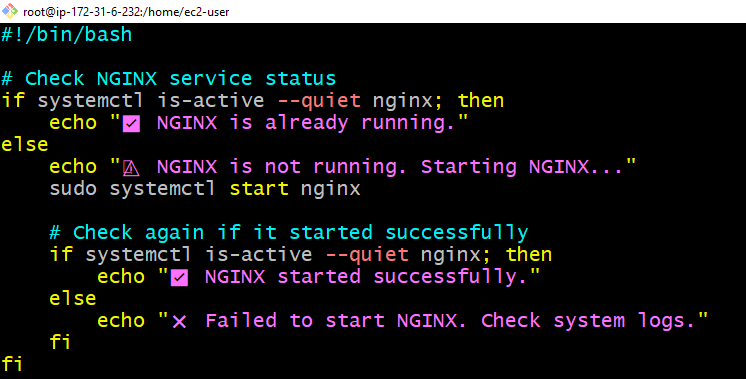 root@ip-172-31-6-232:/home/ec2-user
#!/bin/bash

# Check NGINX service status
if systemctl is-active --quiet nginx; then
    echo "✅ NGINX is already running."
else
    echo "⚠ NGINX is not running. Starting NGINX..."
    sudo systemctl start nginx

    # Check again if it started successfully
    if systemctl is-active --quiet nginx; then
        echo "✅ NGINX started successfully."
    else
        echo "❌ Failed to start NGINX. Check system logs."
    fi
fi